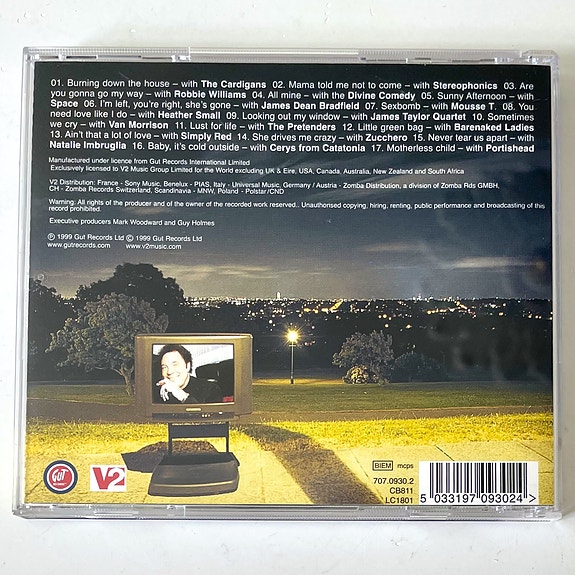 01. Burning down the house – with The Cardigans 02. Mama told me not to come – with Stereophonics 03. Are
you gonna go my way – with Robbie Williams 04. All mine – with the Divine Comedy 05. Sunny Afternoon – with
Space 06. I'm left, you're right, she's gone – with James Dean Bradfield 07. Sexbomb – with Mousse T. 08. You
need love like I do – with Heather Small 09. Looking out my window – with James Taylor Quartet 10. Sometimes
we cry – with Van Morrison 11. Lust for life – with The Pretenders 12. Little green bag – with Barenaked Ladies
13. Ain't that a lot of love – with Simply Red 14. She drives me crazy – with Zucchero 15. Never tear us apart – with
Natalie Imbruglia 16. Baby, it's cold outside – with Cerys from Catatonia 17. Motherless child – with Portishead
Manufactured under licence from Gut Records International Limited
Exclusively licensed to V2 Music Group Limited for the World excluding UK & Eire, USA, Canada, Australia, New Zealand and South Africa
V2 Distribution: France - Sony Music, Benelux - PIAS, Italy - Universal Music, Germany / Austria - Zomba Distribution, a division of Zomba Rds GMBH,
CH - Zomba Records Switzerland, Scandinavia - MNW, Poland - Polstar/CND
Warning: All rights of the producer and of the owner of the recorded work reserved.. Unauthorised copying, hiring, renting, public performance and broadcasting of this
record prohibited.
Executive producers Mark Woodward and Guy Holmes
℗ 1999 Gut Records Ltd © 1999 Gut Records Ltd
www.gutrecords.com www.v2music.com
GUT
V2
BIEM mcps
707.0930.2
CB811
LC1801
5 033197 093024 >